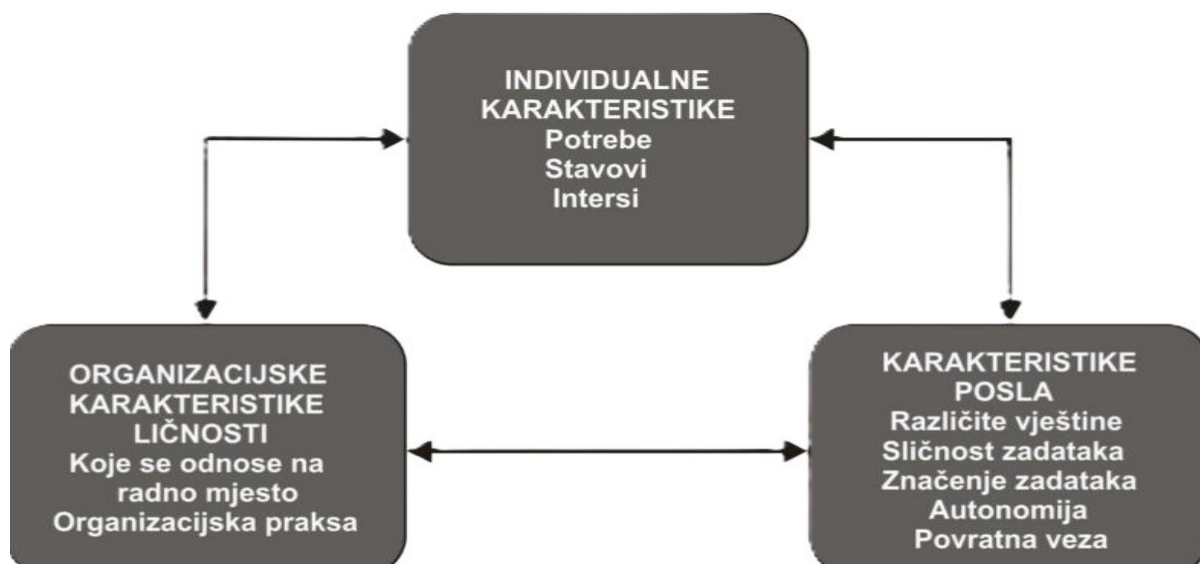 INDIVIDUALNE
KARAKTERISTIKE
Potrebe
Stavovi
Intersi
ORGANIZACIJSKE
KARAKTERISTIKE
LIČNOSTI
Koje se odnose na
radno mjesto
Organizacijska praksa
KARAKTERISTIKE
POSLA
Različite vještine
Sličnost zadataka
Značenje zadataka
Autonomija
Povratna veza